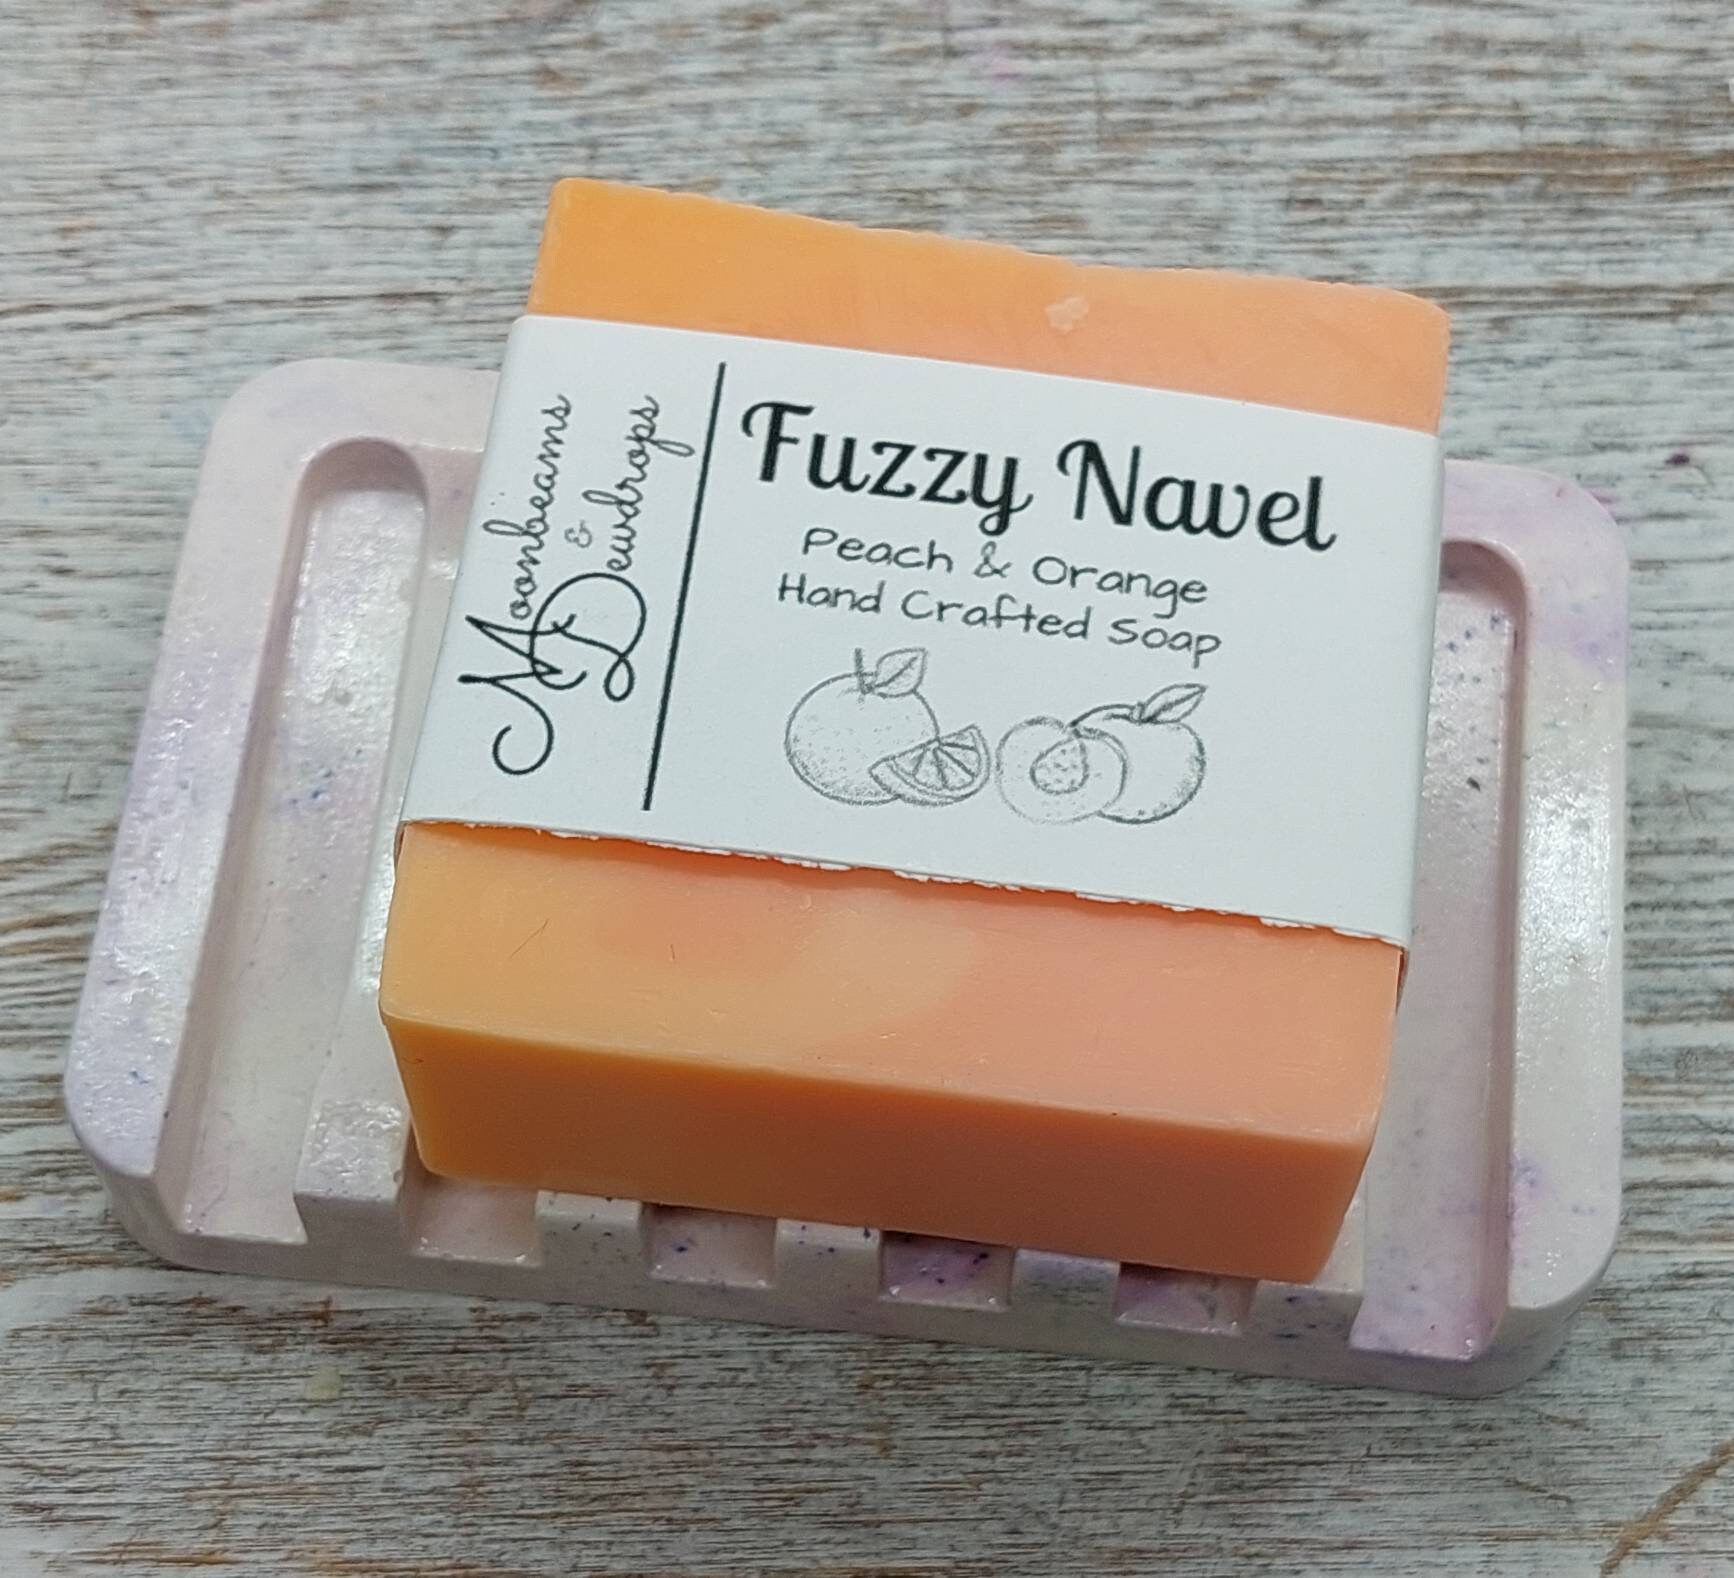 Moonbeams
&
Dewdrops
Fuzzy Navel
Peach & Orange
Hand Crafted Soap